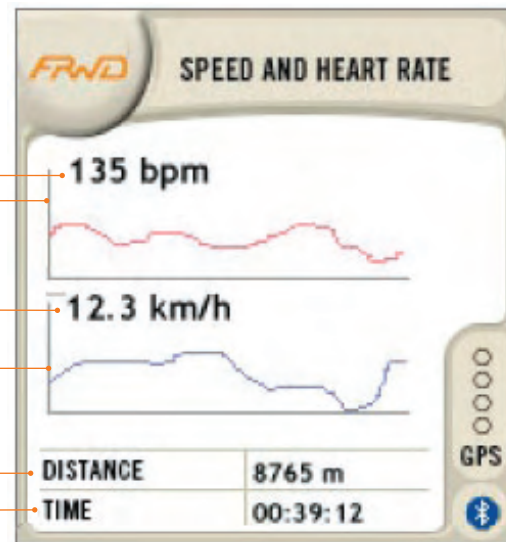 FRWD
SPEED AND HEART RATE
135 bpm
12.3 km/h
GPS
DISTANCE 8765 m
TIME 00:39:12